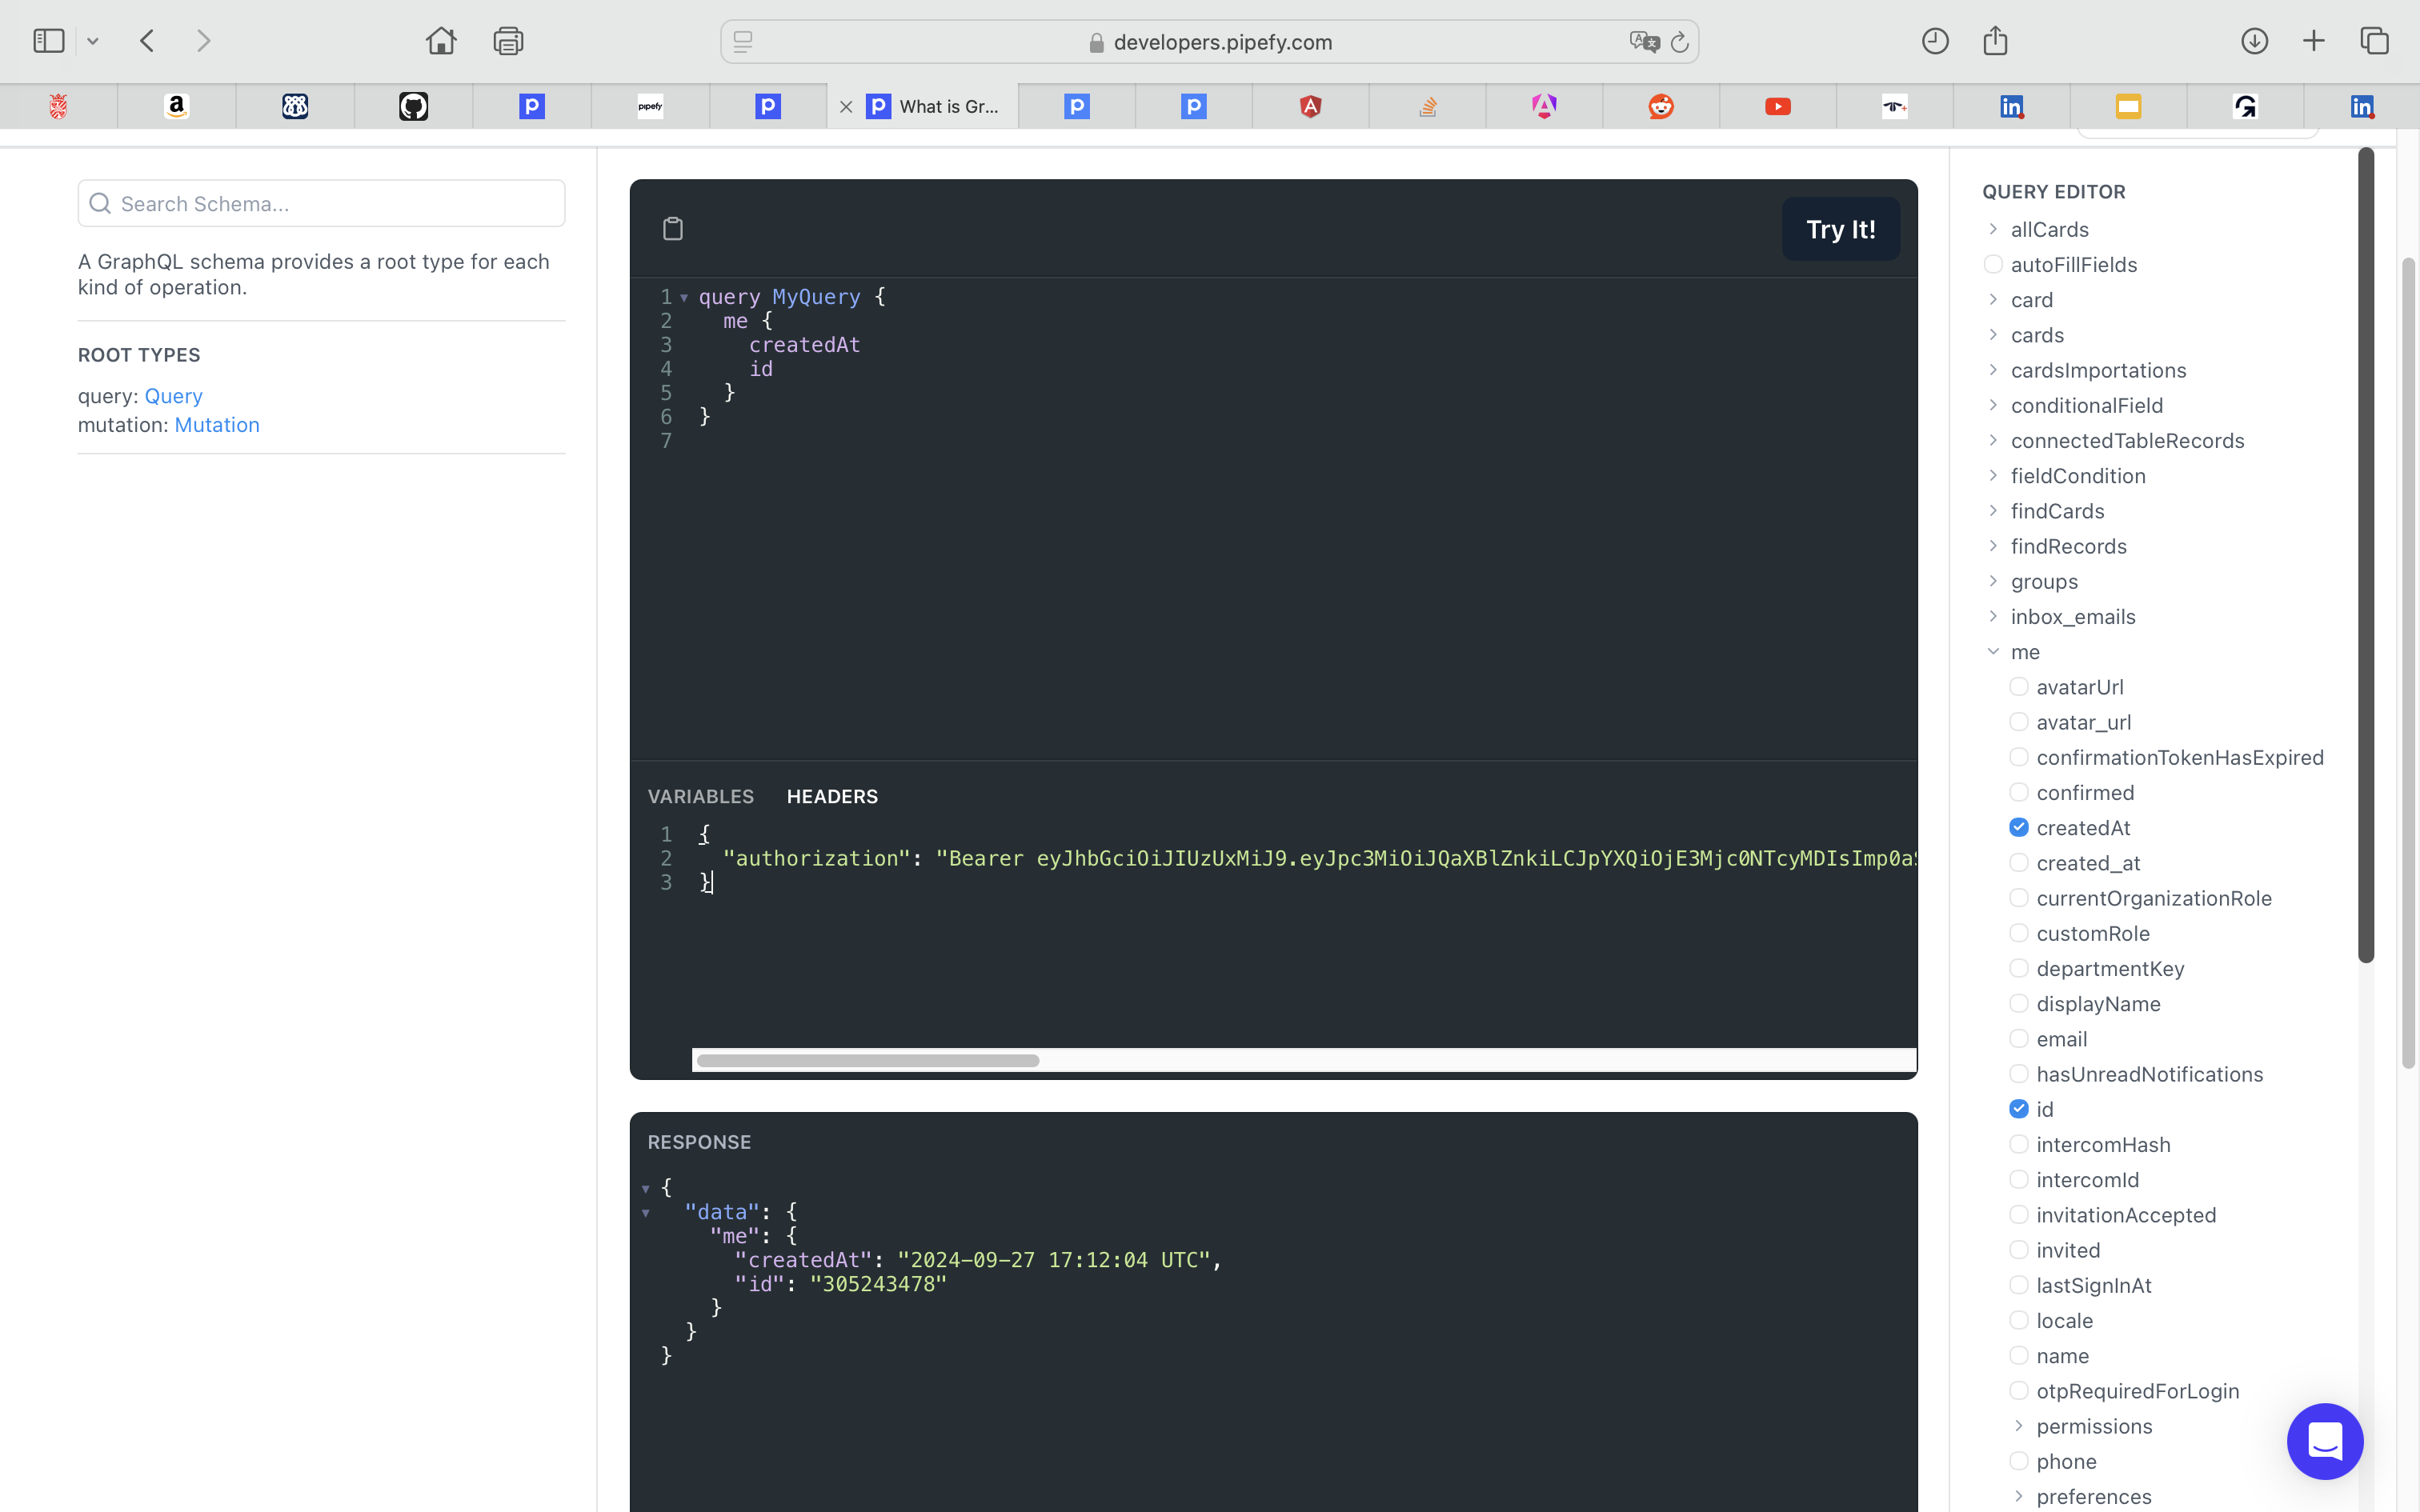 developers.pipefy.com
What is Gr...
Search Schema...
A GraphQL schema provides a root type for each
kind of operation.
ROOT TYPES
query: Query
mutation: Mutation
Try It!
1 query MyQuery {
2 me {
3 createdAt
4 id
5 }
6 }
7
VARIABLES HEADERS
1 {
2 "authorization": "Bearer eyJhbGciOiJIUzUxMiJ9.eyJpc3MiOiJQaXBlZnkiLCJpYXQiOjE3Mjc0NTcyMDIsImp0a
3 }
RESPONSE
{
"data": {
"me": {
"createdAt": "2024-09-27 17:12:04 UTC",
"id": "305243478"
}
}
}
QUERY EDITOR
allCards
autoFillFields
card
cards
cardsImportations
conditionalField
connectedTableRecords
fieldCondition
findCards
findRecords
groups
inbox_emails
me
avatarUrl
avatar_url
confirmationTokenHasExpired
confirmed
createdAt
created_at
currentOrganizationRole
customRole
departmentKey
displayName
email
hasUnreadNotifications
id
intercomHash
intercomId
invitationAccepted
invited
lastSignInAt
locale
name
otpRequiredForLogin
permissions
phone
preferences